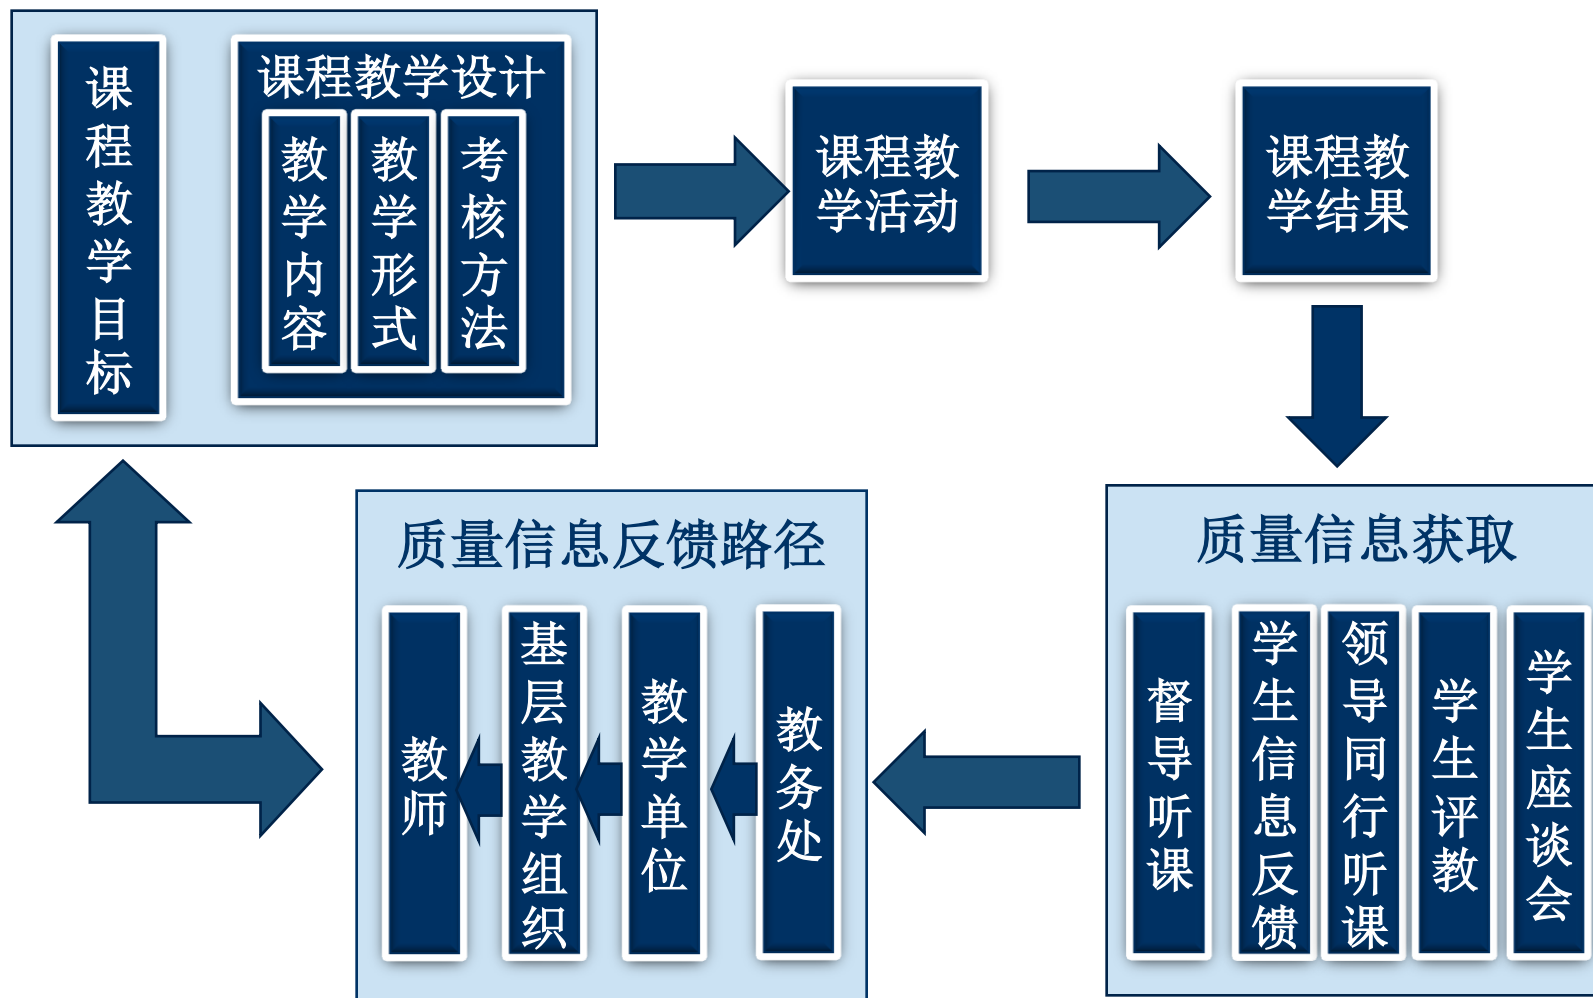 课程教学目标
课程教学设计
教学内容
教学形式
考核方法
课程教
学活动
课程教
学结果
质量信息反馈路径
教师
基层教学组织
教学单位
教务处
质量信息获取
督导听课
学生信息反馈
领导同行听课
学生评教
学生座谈会